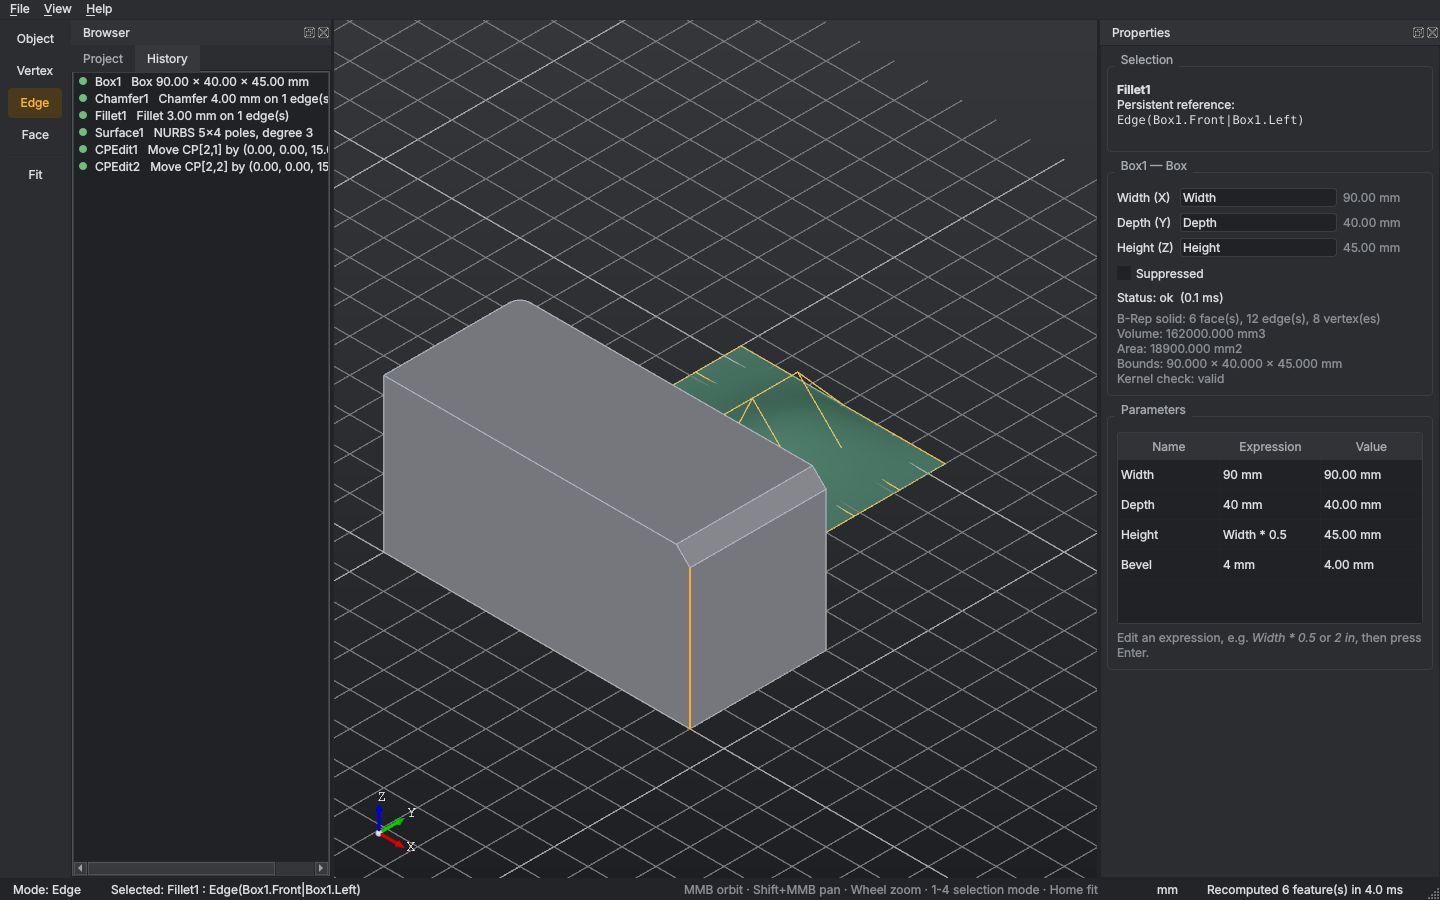 File View Help
Object
Vertex
Edge
Face
Fit
Browser
Project History
Box1 Box 90.00 × 40.00 × 45.00 mm
Chamfer1 Chamfer 4.00 mm on 1 edge(s
Fillet1 Fillet 3.00 mm on 1 edge(s)
Surface1 NURBS 5×4 poles, degree 3
CPEdit1 Move CP[2,1] by (0.00, 0.00, 15.0
CPEdit2 Move CP[2,2] by (0.00, 0.00, 15
Z
Y
X
Properties
Selection
Fillet1
Persistent reference:
Edge(Box1.Front|Box1.Left)
Box1 — Box
Width (X) Width 90.00 mm
Depth (Y) Depth 40.00 mm
Height (Z) Height 45.00 mm
Suppressed
Status: ok (0.1 ms)
B-Rep solid: 6 face(s), 12 edge(s), 8 vertex(es)
Volume: 162000.000 mm3
Area: 18900.000 mm2
Bounds: 90.000 × 40.000 × 45.000 mm
Kernel check: valid
Parameters
Name Expression Value
Width 90 mm 90.00 mm
Depth 40 mm 40.00 mm
Height Width * 0.5 45.00 mm
Bevel 4 mm 4.00 mm
Edit an expression, e.g. Width * 0.5 or 2 in, then press
Enter.
Mode: Edge Selected: Fillet1 : Edge(Box1.Front|Box1.Left) MMB orbit · Shift+MMB pan · Wheel zoom · 1-4 selection mode · Home fit mm Recomputed 6 feature(s) in 4.0 ms